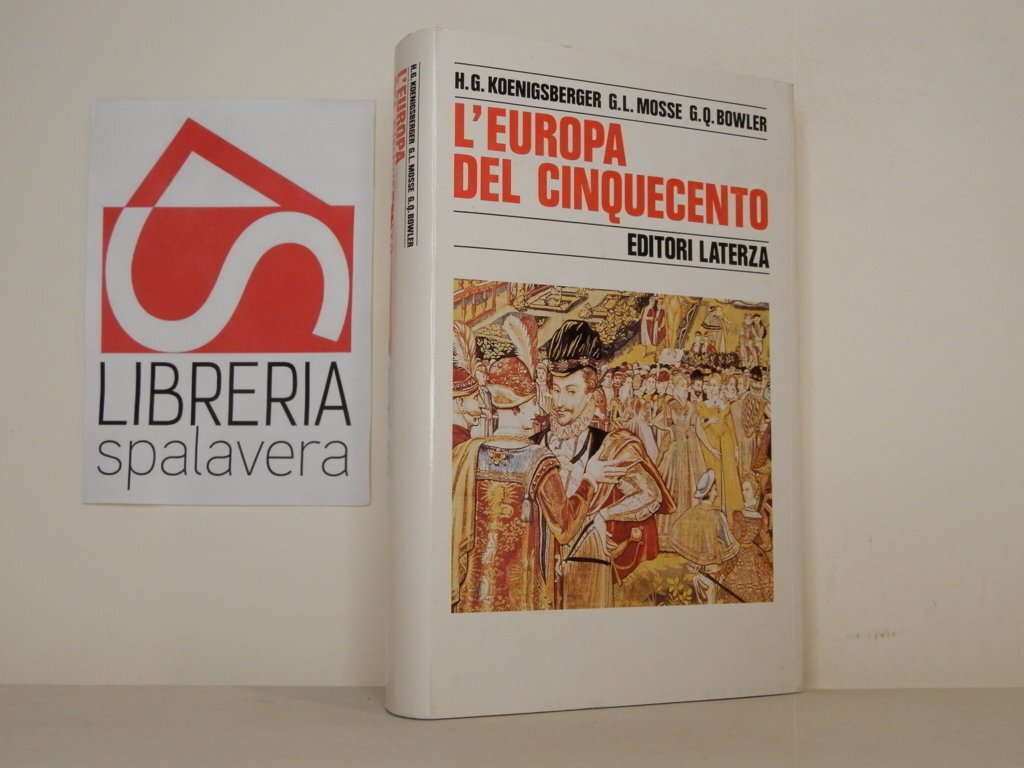 LIBRERIA
spalavera
H.G. KOENIGSBERGER G.L. MOSSE G.Q. BOWLER
L'EUROPA
H.G. KOENIGSBERGER G.L. MOSSE G.Q. BOWLER
L'EUROPA
DEL CINQUECENTO
EDITORI LATERZA